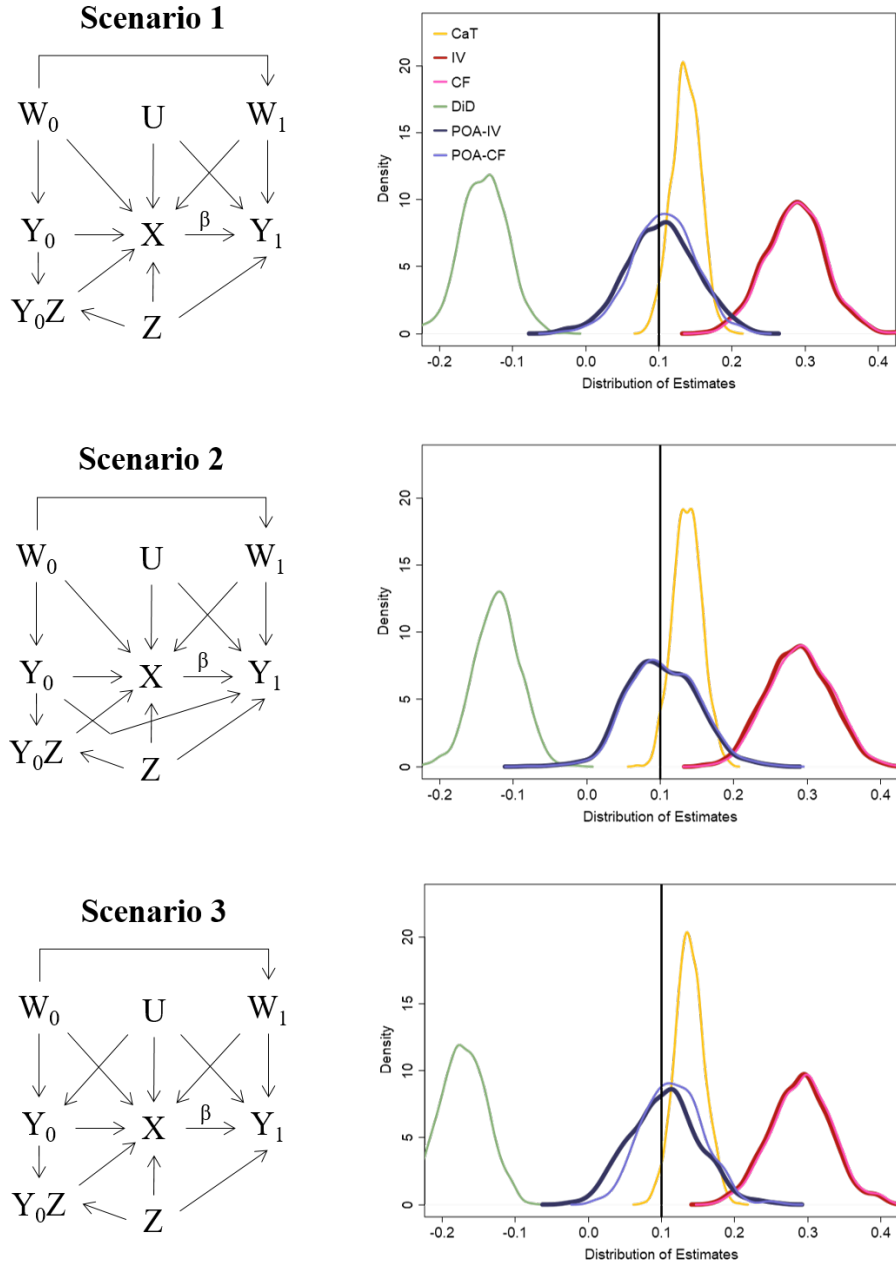 Scenario 1
W₀ U W₁
Y₀ X β Y₁
Y₀Z Z
CaT
IV
CF
DiD
POA-IV
POA-CF
Density
0 5 10 15 20
-0.2 -0.1 0.0 0.1 0.2 0.3 0.4
Distribution of Estimates
Scenario 2
W₀ U W₁
Y₀ X β Y₁
Y₀Z Z
Density
0 5 10 15 20
-0.2 -0.1 0.0 0.1 0.2 0.3 0.4
Distribution of Estimates
Scenario 3
W₀ U W₁
Y₀ X β Y₁
Y₀Z Z
Density
0 5 10 15 20
-0.2 -0.1 0.0 0.1 0.2 0.3 0.4
Distribution of Estimates